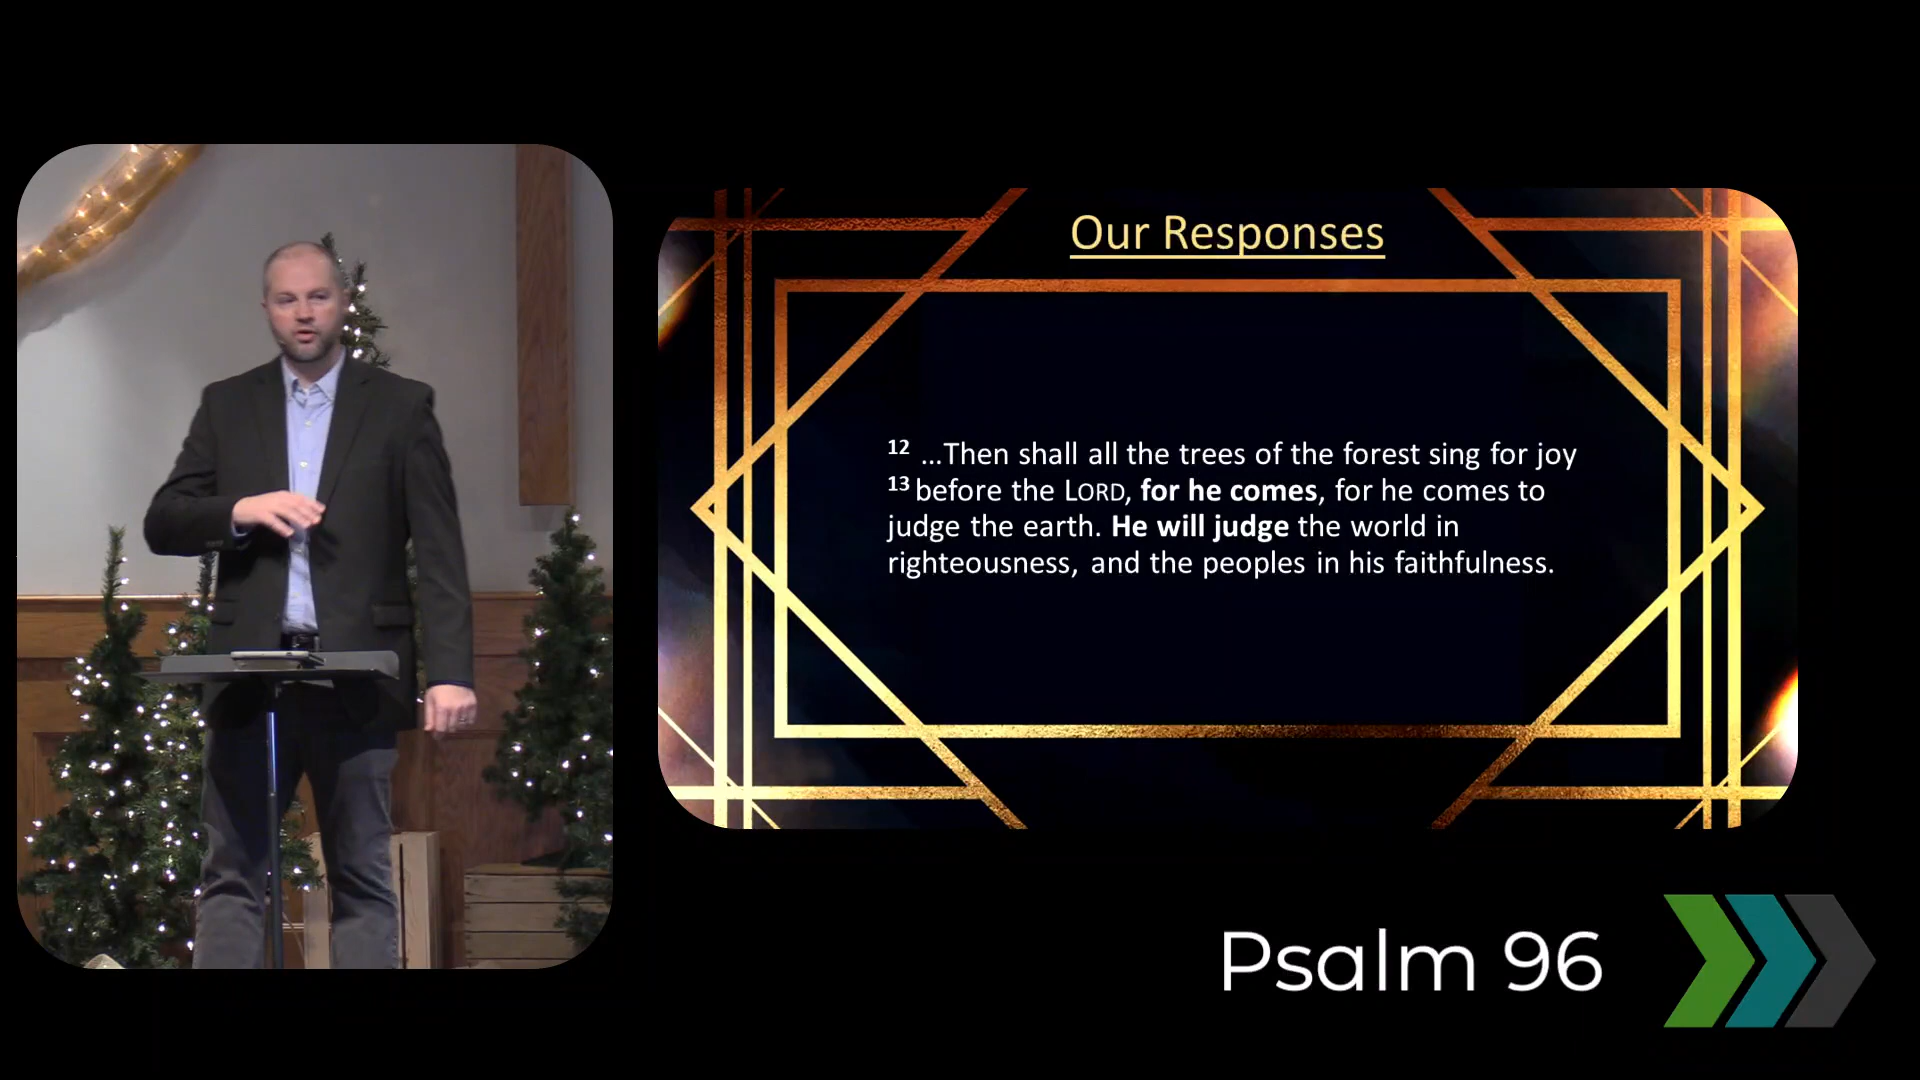 Our Responses
12 ...Then shall all the trees of the forest sing for joy
13 before the LORD, for he comes, for he comes to
judge the earth. He will judge the world in
righteousness, and the peoples in his faithfulness.
Psalm 96